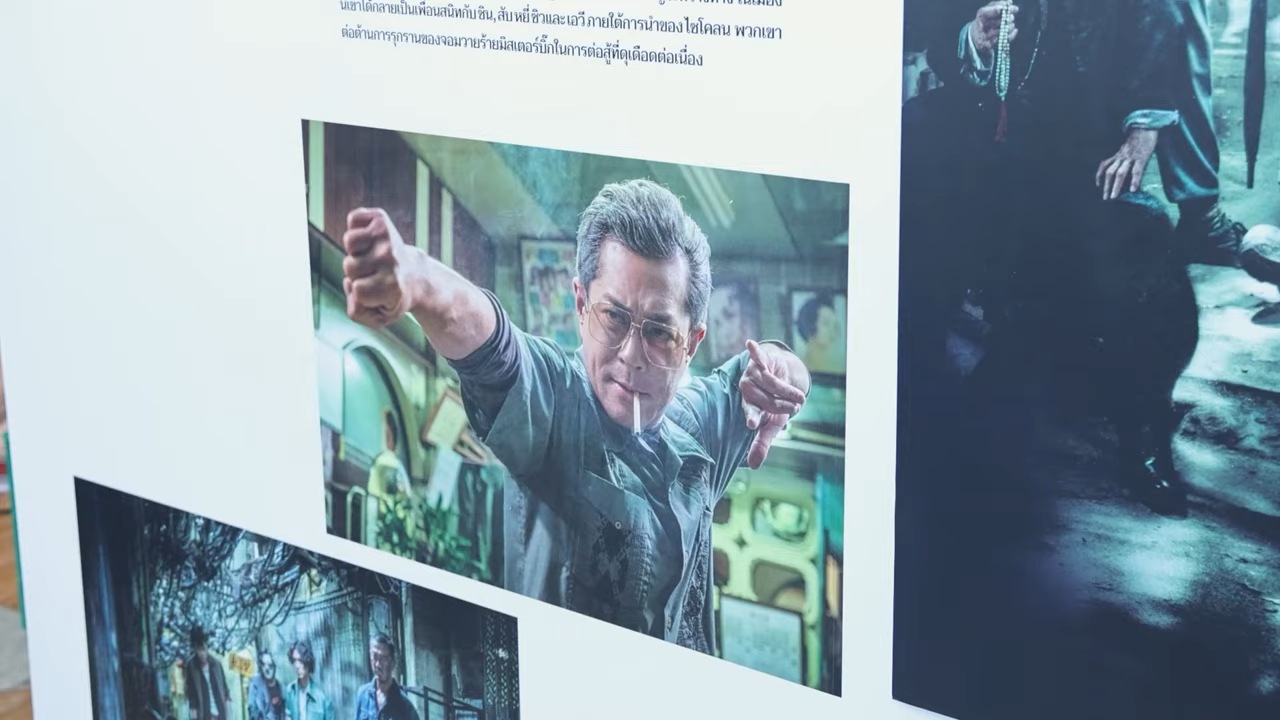 นเขาได้กลายเป็นเพื่อนสนิทกับ ซิน, สับหยี่ ซิวและเอวี ภายใต้การนำของไซโคลน พวกเขา
ต่อต้านการรุกรานของจอมวายร้ายมิสเตอร์บิ๊กในการต่อสู้ที่ดุเดือดต่อเนื่อง